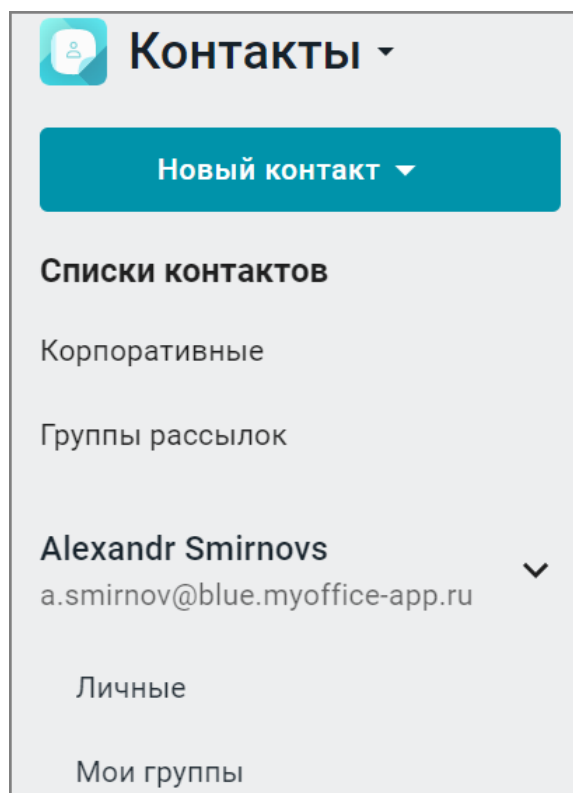 Контакты
Новый контакт
Списки контактов
Корпоративные
Группы рассылок
Alexandr Smirnovs
a.smirnov@blue.myoffice-app.ru
Личные
Мои группы